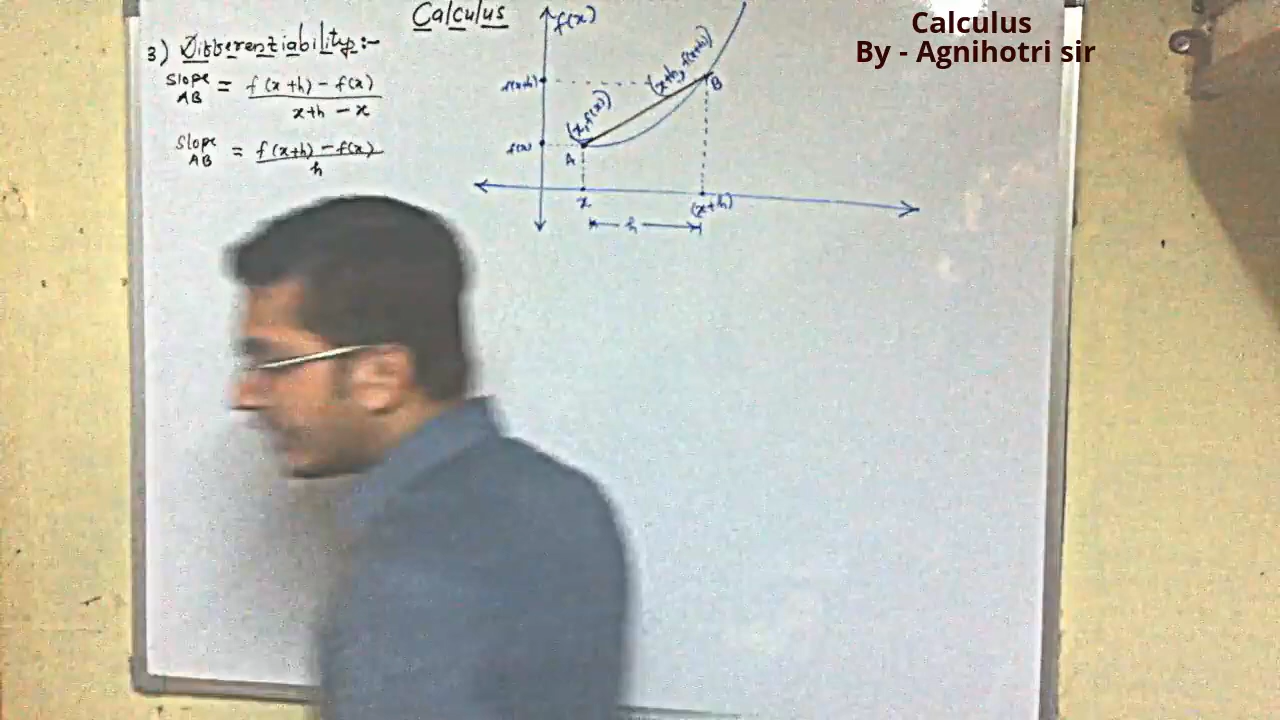 Calculus
Calculus
By - Agnihotri sir
3) Differentiability:-
Slope AB = f(x+h) - f(x) / x+h - x
Slope AB = f(x+h) - f(x) / h
f(x)
f(x+h)
(x+h, f(x+h))
B
(x, f(x))
f(x)
A
x
(x+h)
h